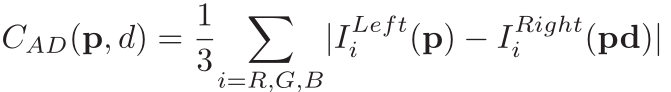 $C_{AD}(\mathbf{p}, d) = \frac{1}{3} \sum_{i=R,G,B} |I_i^{Left}(\mathbf{p}) - I_i^{Right}(\mathbf{pd})|$